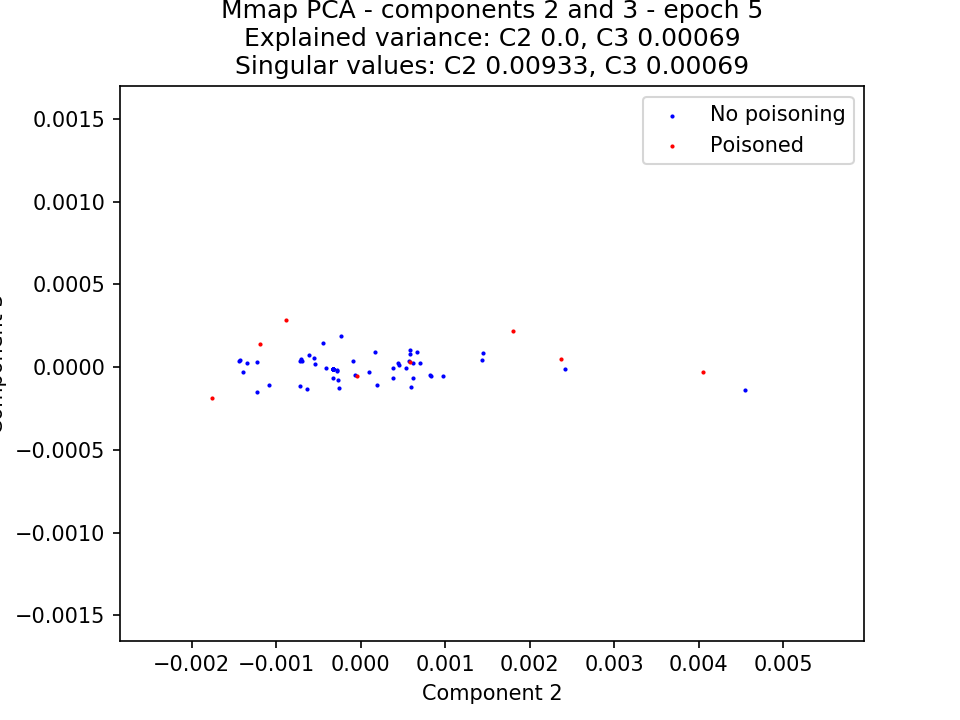 Mmap PCA - components 2 and 3 - epoch 5
Explained variance: C2 0.0, C3 0.00069
Singular values: C2 0.00933, C3 0.00069
No poisoning
Poisoned
0.0015
0.0010
0.0005
0.0000
−0.0005
−0.0010
−0.0015
−0.002 −0.001 0.000 0.001 0.002 0.003 0.004 0.005
Component 2